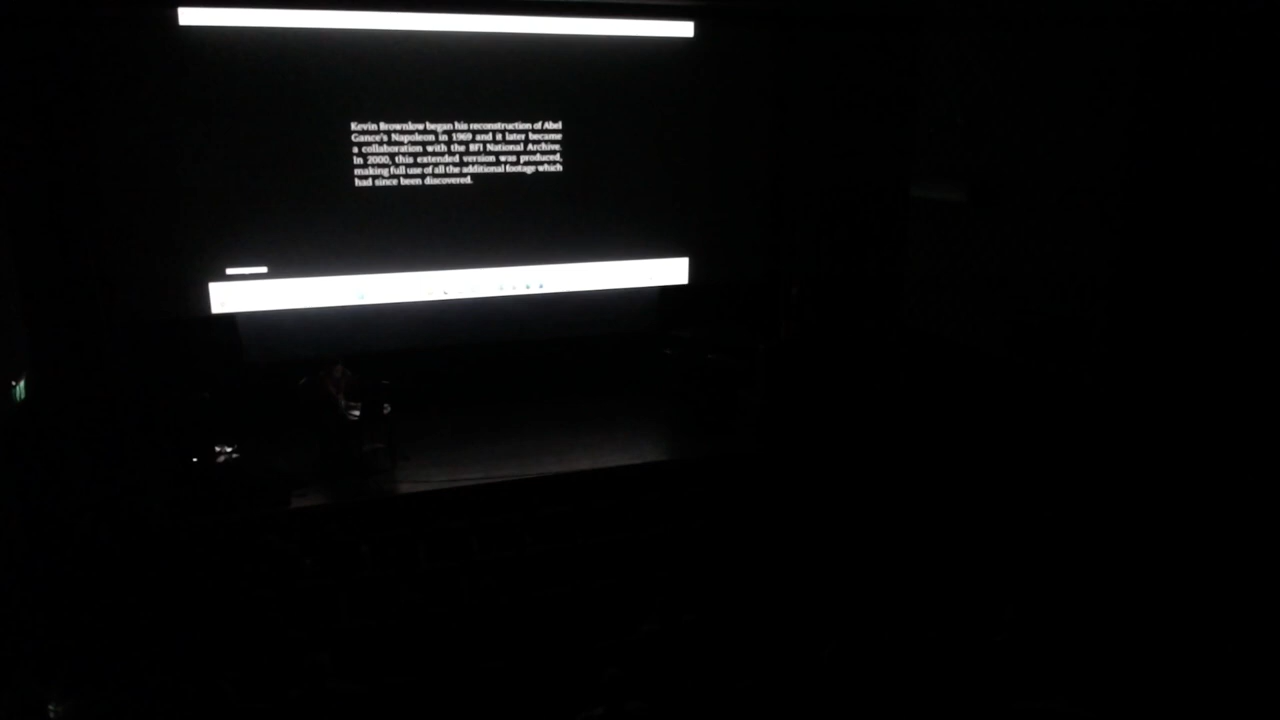 Kevin Brownlow began his reconstruction of Abel
Gance's Napoleon in 1969 and it later became
a collaboration with the BFI National Archive.
In 2000, this extended version was produced,
making full use of all the additional footage which
had since been discovered.